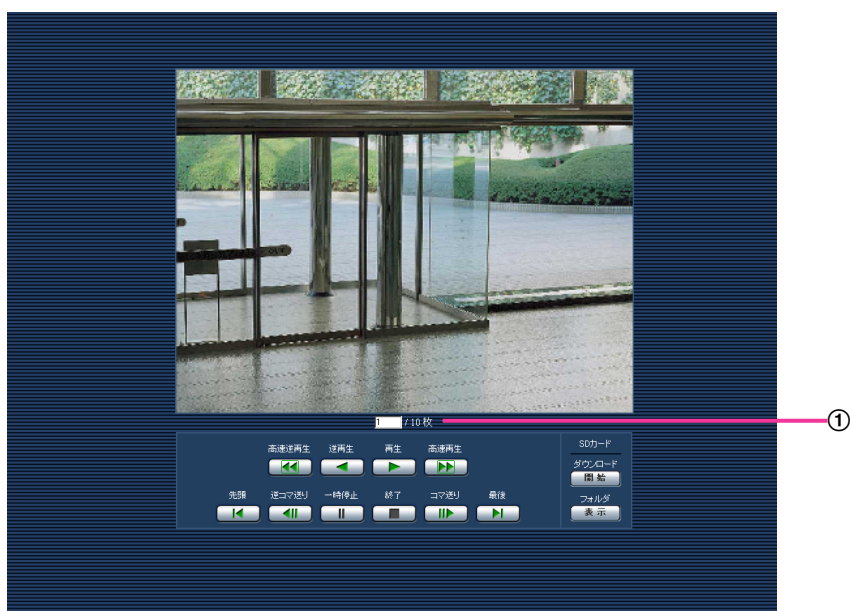 1 / 10 枚
①
高速逆再生 逆再生 再生 高速再生
先頭 逆コマ送り 一時停止 終了 コマ送り 最後
SDカード
ダウンロード
開始
フォルダ
表示